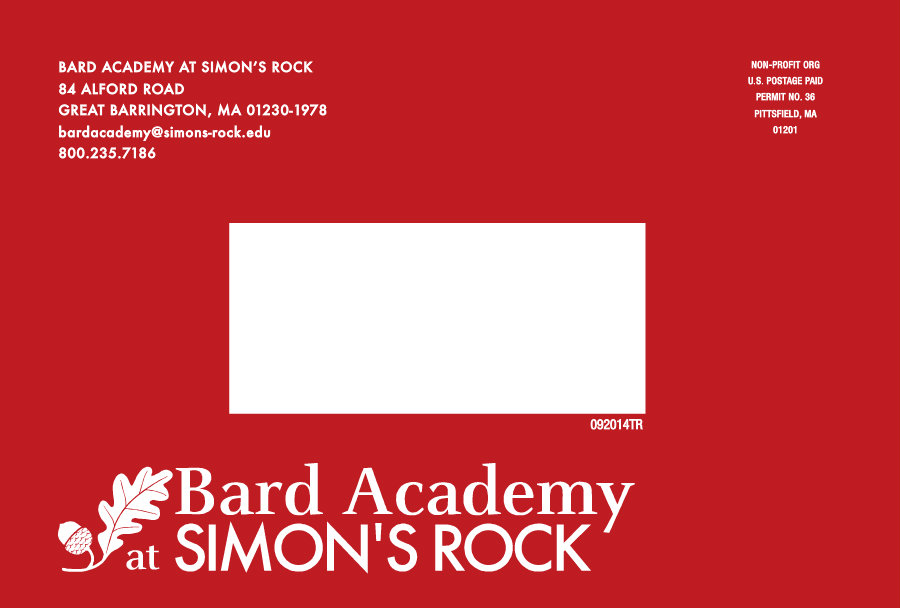 BARD ACADEMY AT SIMON’S ROCK
84 ALFORD ROAD
GREAT BARRINGTON, MA 01230-1978
bardacademy@simons-rock.edu
800.235.7186
NON-PROFIT ORG
U.S. POSTAGE PAID
PERMIT NO. 36
PITTSFIELD, MA
01201
092014TR
Bard Academy
at SIMON'S ROCK